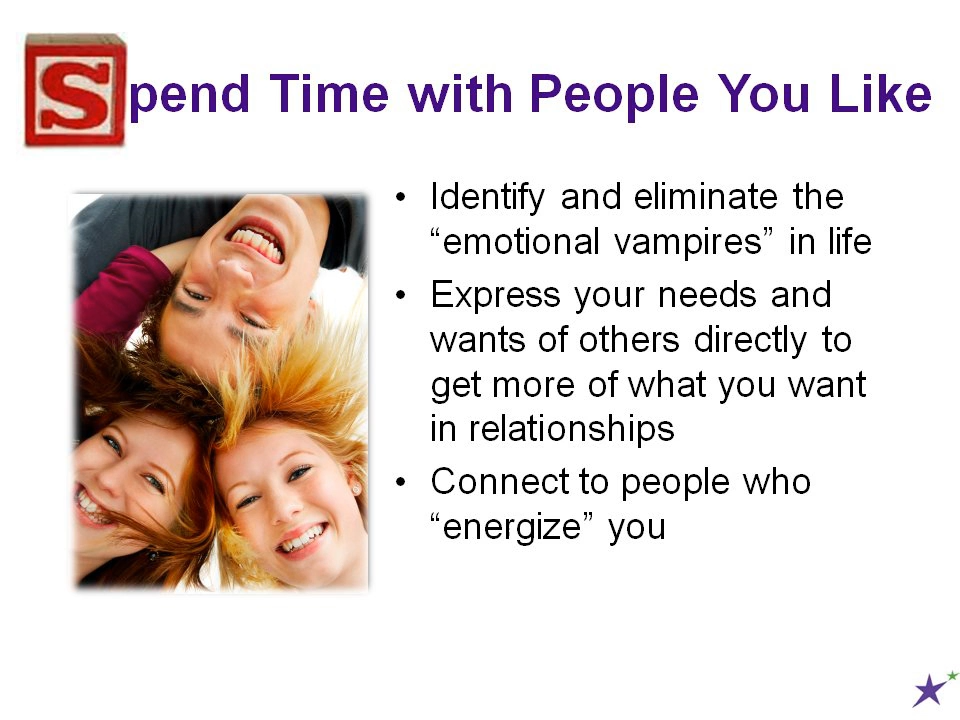 Spend Time with People You Like
• Identify and eliminate the
“emotional vampires” in life
• Express your needs and
wants of others directly to
get more of what you want
in relationships
• Connect to people who
“energize” you